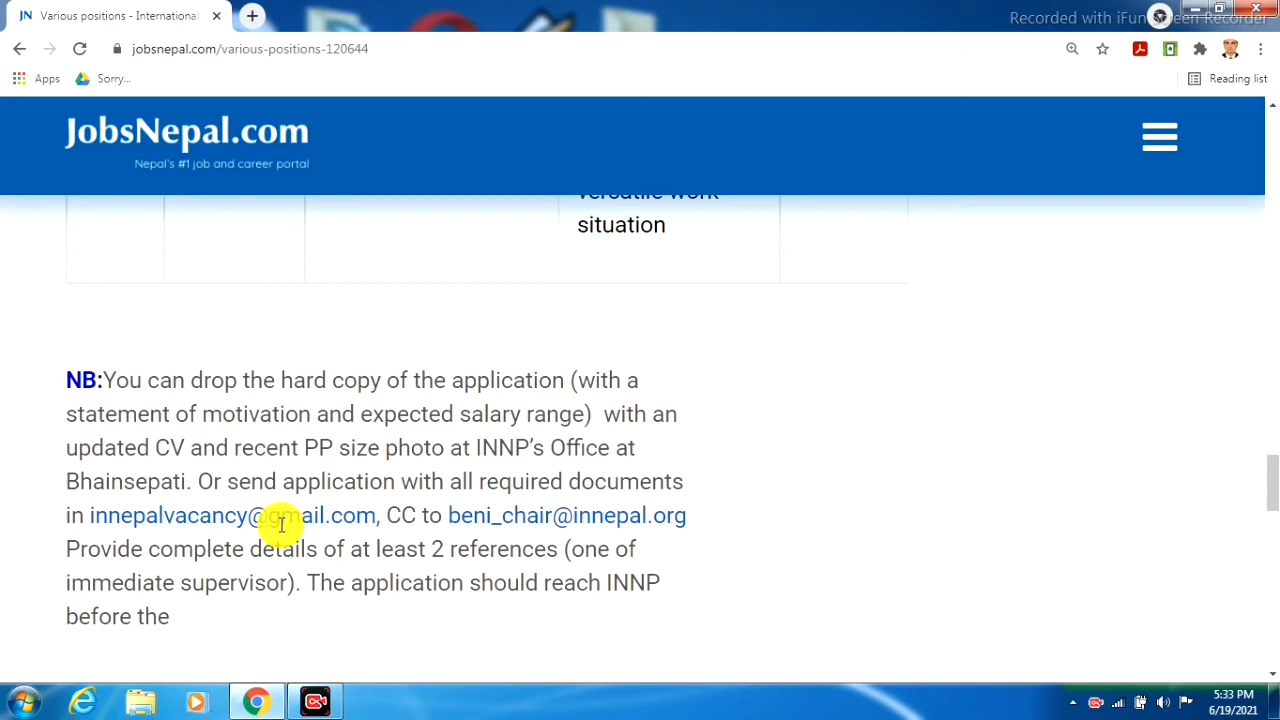 Various positions - International
Recorded with iFun Screen Recorder
jobsnepal.com/various-positions-120644
Apps
Sorry...
Reading list
JobsNepal.com
Nepal's #1 job and career portal
versatile work
situation
NB:You can drop the hard copy of the application (with a
statement of motivation and expected salary range)  with an
updated CV and recent PP size photo at INNP's Office at
Bhainsepati. Or send application with all required documents
in innepalvacancy@gmail.com, CC to beni_chair@innepal.org
Provide complete details of at least 2 references (one of
immediate supervisor). The application should reach INNP
before the
5:33 PM
6/19/2021